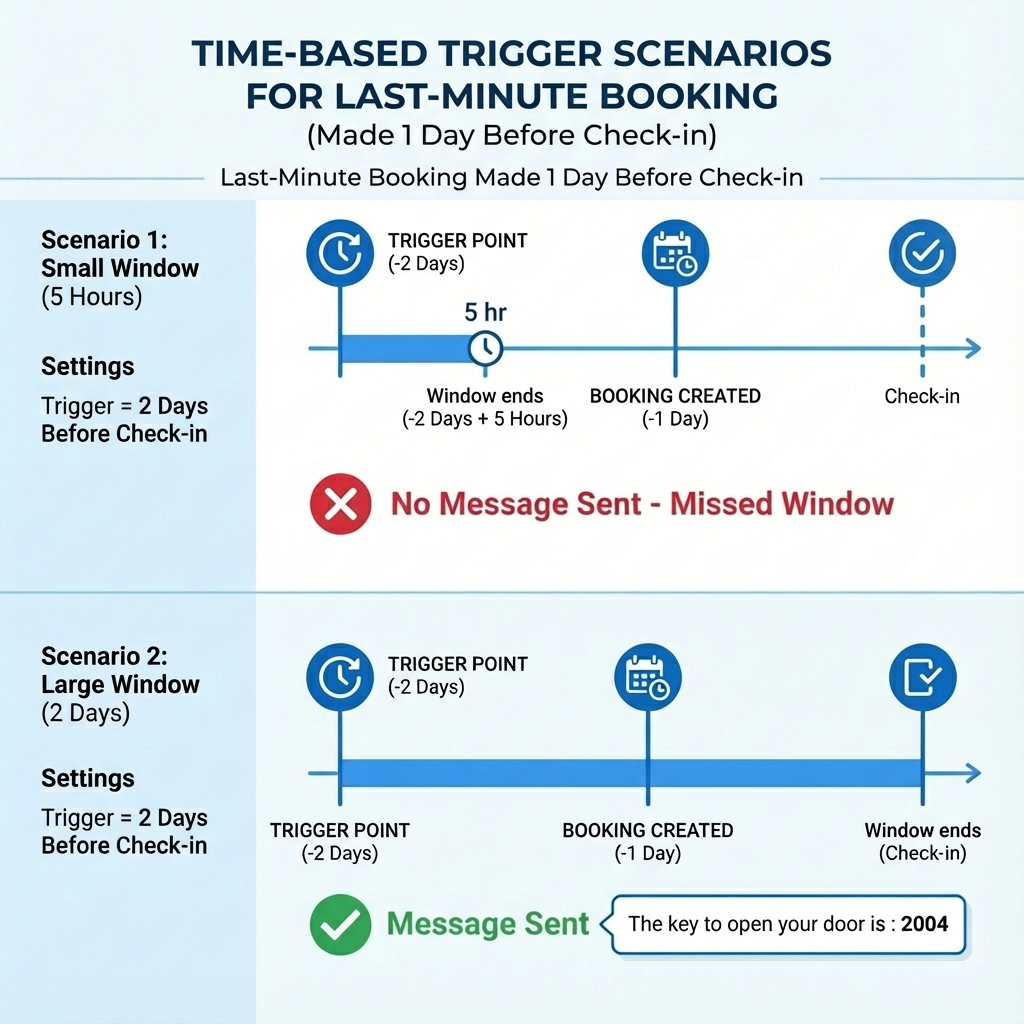 TIME-BASED TRIGGER SCENARIOS
FOR LAST-MINUTE BOOKING
(Made 1 Day Before Check-in)
Last-Minute Booking Made 1 Day Before Check-in
Scenario 1:
Small Window
(5 Hours)
Settings
Trigger = 2 Days
Before Check-in
TRIGGER POINT
(-2 Days)
5 hr
Window ends
(-2 Days + 5 Hours)
BOOKING CREATED
(-1 Day)
Check-in
No Message Sent - Missed Window
Scenario 2:
Large Window
(2 Days)
Settings
Trigger = 2 Days
Before Check-in
TRIGGER POINT
(-2 Days)
TRIGGER POINT
(-2 Days)
BOOKING CREATED
(-1 Day)
Window ends
(Check-in)
Message Sent
The key to open your door is : 2004